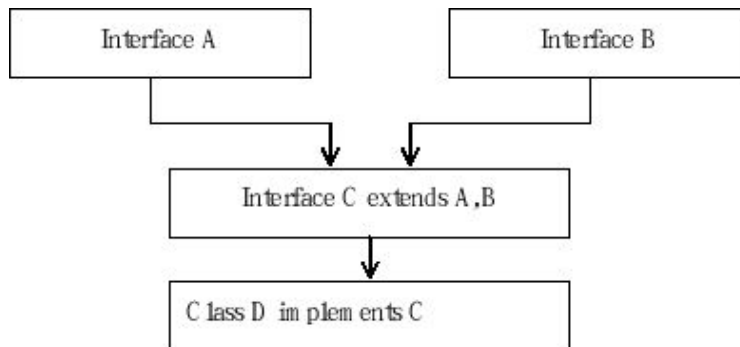 Interface A
Interface B
Interface C extends A,B
Class D implements C